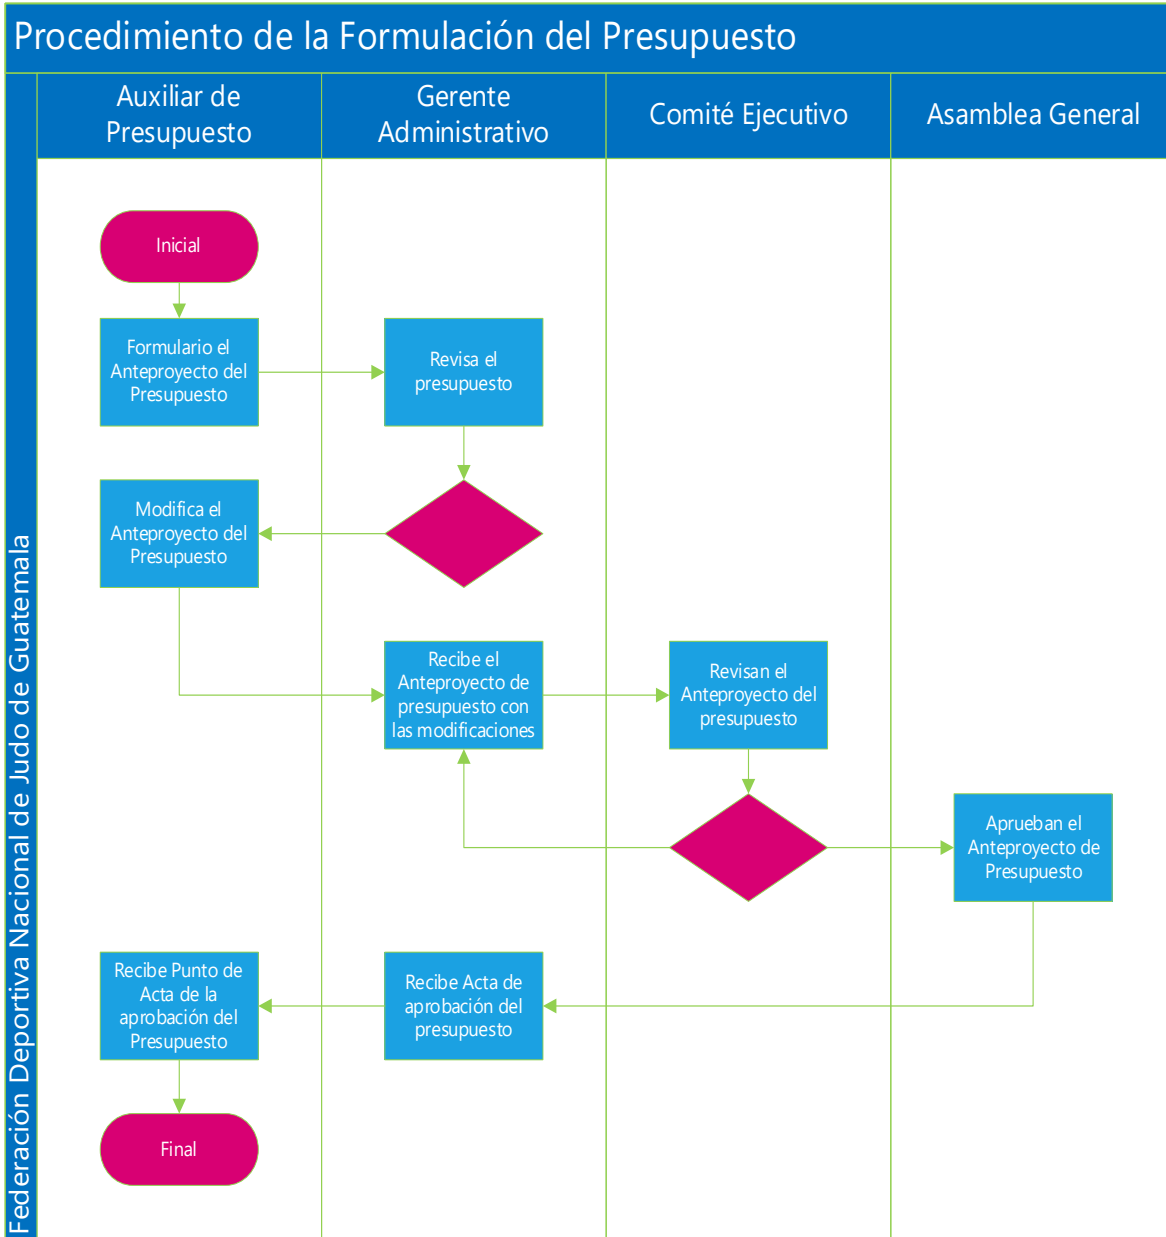 Procedimiento de la Formulación del Presupuesto
Federación Deportiva Nacional de Judo de Guatemala
Auxiliar de
Presupuesto
Gerente
Administrativo
Comité Ejecutivo
Asamblea General
Inicial
Formulario el
Anteproyecto del
Presupuesto
Revisa el
presupuesto
Modifica el
Anteproyecto del
Presupuesto
Recibe el
Anteproyecto de
presupuesto con
las modificaciones
Revisan el
Anteproyecto del
presupuesto
Aprueban el
Anteproyecto de
Presupuesto
Recibe Acta de
aprobación del
presupuesto
Recibe Punto de
Acta de la
aprobación del
Presupuesto
Final